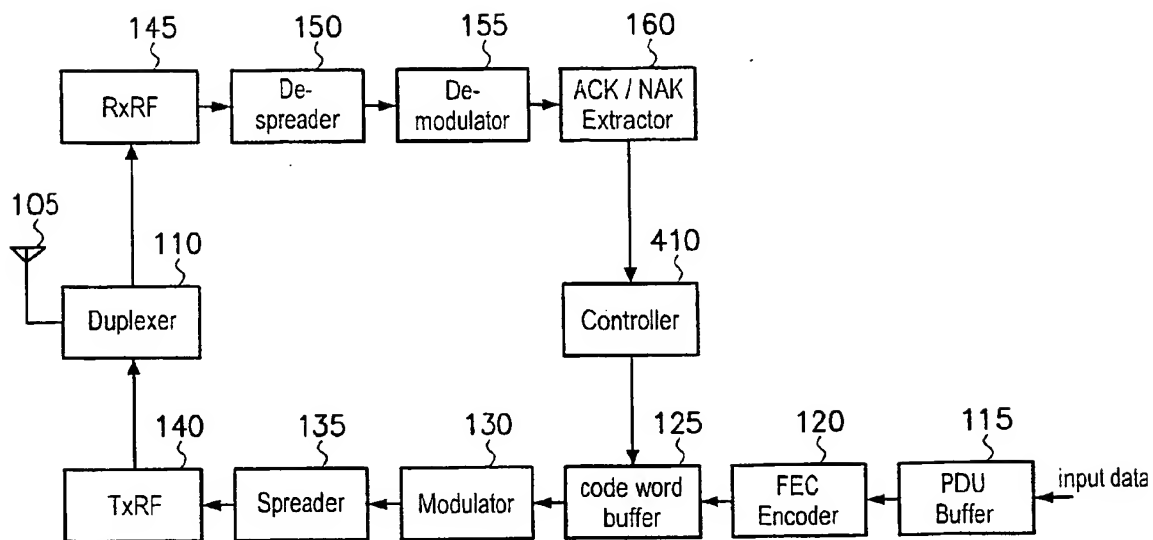 145
150
155
160
RxRF
De-
spreader
De-
modulator
ACK / NAK
Extractor
105
110
410
Duplexer
Controller
140
135
130
125
120
115
TxRF
Spreader
Modulator
code word
buffer
FEC
Encoder
PDU
Buffer
input data